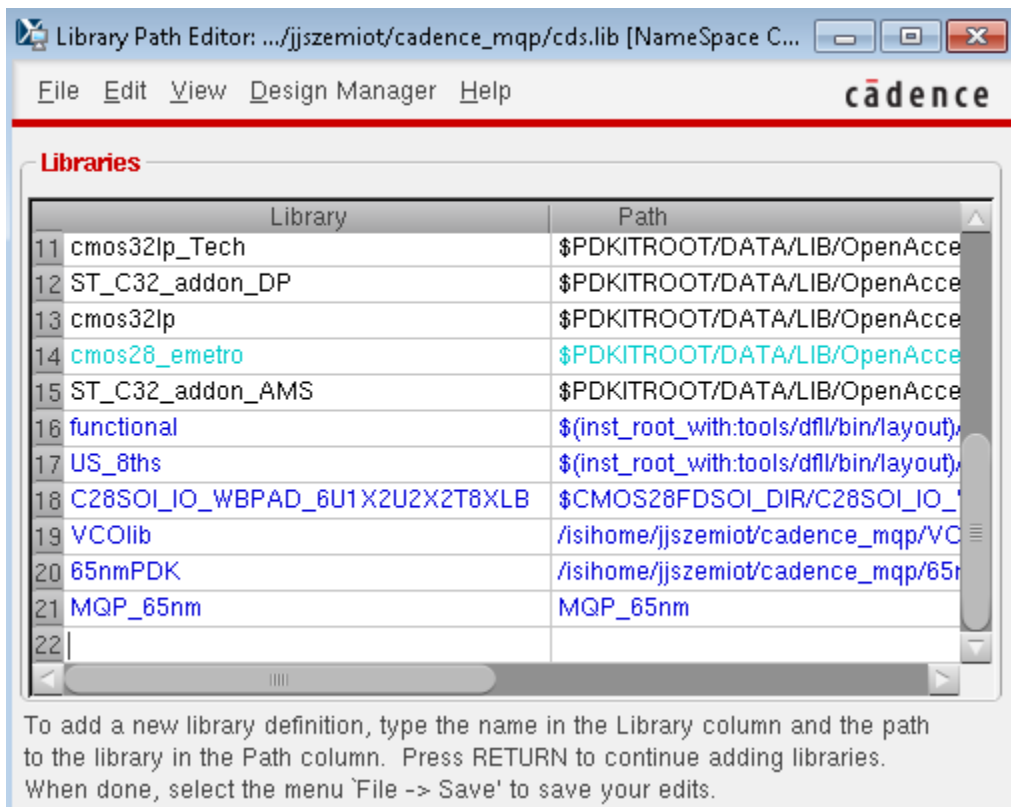 Library Path Editor: .../jjszemiot/cadence_mqp/cds.lib [NameSpace C...
File Edit View Design Manager Help cādence
Libraries
Library Path
11 cmos32lp_Tech $PDKITROOT/DATA/LIB/OpenAcce
12 ST_C32_addon_DP $PDKITROOT/DATA/LIB/OpenAcce
13 cmos32lp $PDKITROOT/DATA/LIB/OpenAcce
14 cmos28_emetro $PDKITROOT/DATA/LIB/OpenAcce
15 ST_C32_addon_AMS $PDKITROOT/DATA/LIB/OpenAcce
16 functional $(inst_root_with:tools/dfII/bin/layout)/
17 US_8ths $(inst_root_with:tools/dfII/bin/layout)/
18 C28SOI_IO_WBPAD_6U1X2U2X2T8XLB $CMOS28FDSOI_DIR/C28SOI_IO_
19 VCOlib /isihome/jjszemiot/cadence_mqp/VC
20 65nmPDK /isihome/jjszemiot/cadence_mqp/65n
21 MQP_65nm MQP_65nm
22
To add a new library definition, type the name in the Library column and the path
to the library in the Path column. Press RETURN to continue adding libraries.
When done, select the menu `File -> Save' to save your edits.